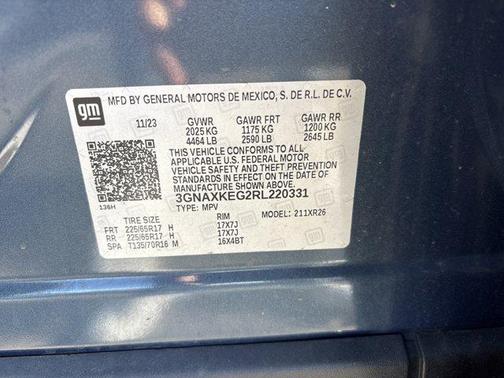 gm
MFD BY GENERAL MOTORS DE MEXICO, S. DE R.L. DE C.V.
11/23 GVWR GAWR FRT GAWR RR
2025 KG 1175 KG 1200 KG
4464 LB 2590 LB 2645 LB
THIS VEHICLE CONFORMS TO ALL
APPLICABLE U.S. FEDERAL MOTOR
VEHICLE SAFETY AND THEFT PREVENTION
STANDARDS IN EFFECT ON THE DATE OF
MANUFACTURE SHOWN ABOVE.
3GNAXKEG2RL220331
136H TYPE: MPV MODEL: 211XR26
TIRE SIZE RIM
FRT 225/65R17 H 17X7J
RR 225/65R17 H 17X7J
SPA T135/70R16 M 16X4BT